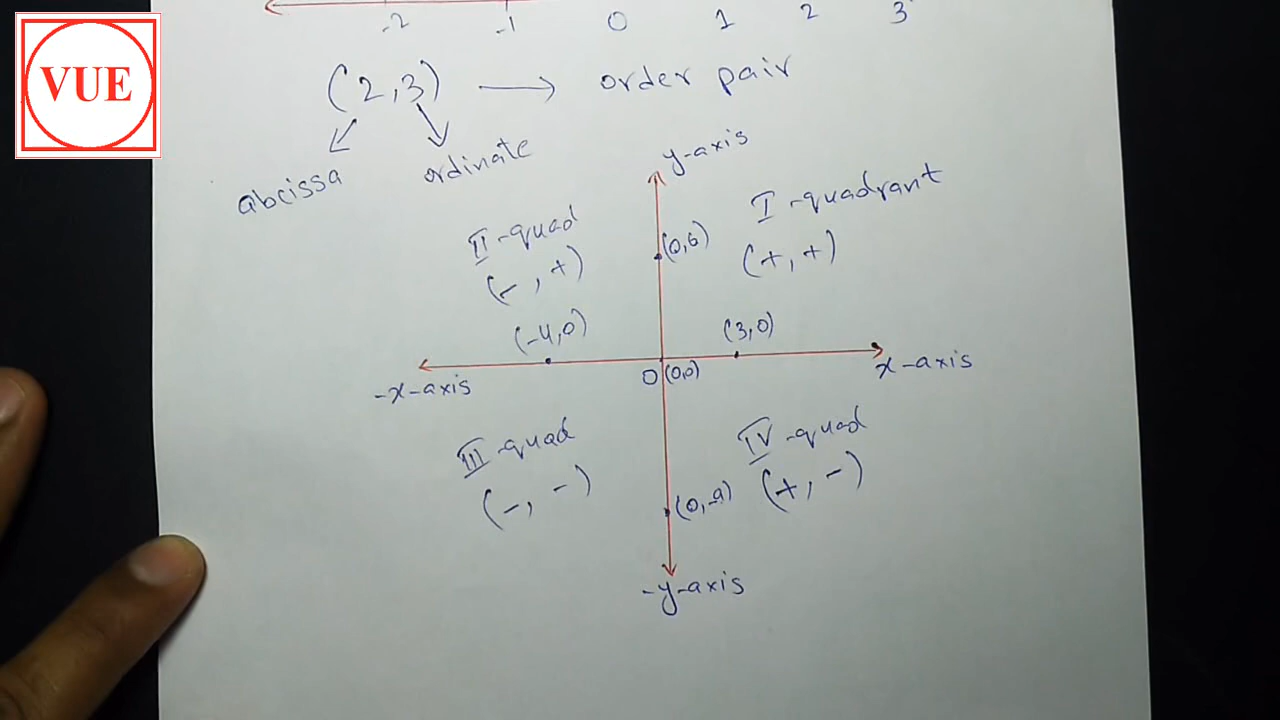 VUE
-2 -1 0 1 2 3
(2,3) → order pair
abcissa ordinate
y-axis
II-quad I-quadrant
(-,+) (0,6) (+,+)
(-4,0) (3,0)
-x-axis O(0,0) x-axis
III-quad IV-quad
(-,-) (0,-9) (+,-)
-y-axis